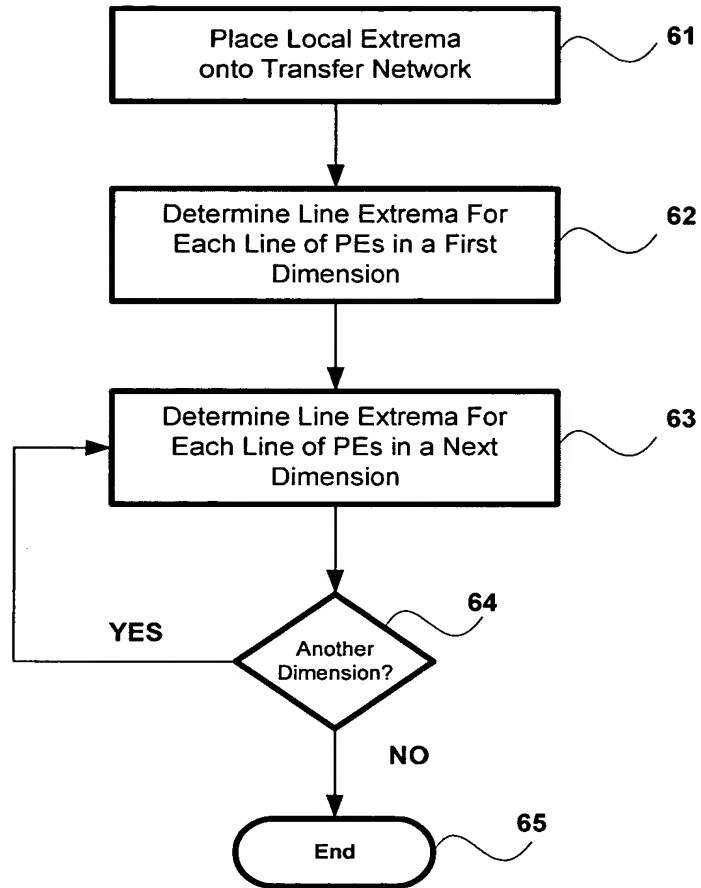 Place Local Extrema
onto Transfer Network
61
Determine Line Extrema For
Each Line of PEs in a First
Dimension
62
Determine Line Extrema For
Each Line of PEs in a Next
Dimension
63
64
Another
Dimension?
YES
NO
End
65